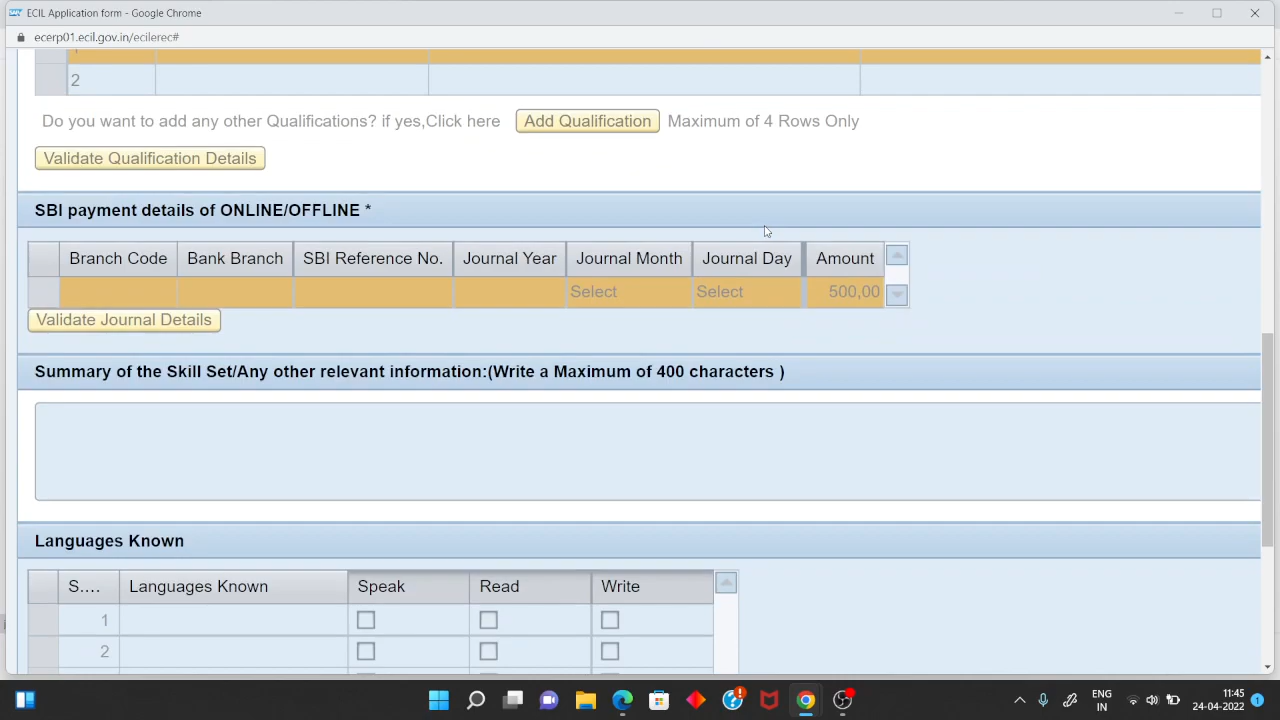 ECIL Application form - Google Chrome
ecerp01.ecil.gov.in/ecilerec#
2
Do you want to add any other Qualifications? if yes,Click here Add Qualification Maximum of 4 Rows Only
Validate Qualification Details
SBI payment details of ONLINE/OFFLINE *
Branch Code Bank Branch SBI Reference No. Journal Year Journal Month Journal Day Amount
Select Select 500,00
Validate Journal Details
Summary of the Skill Set/Any other relevant information:(Write a Maximum of 400 characters )
Languages Known
S.... Languages Known Speak Read Write
1
2
ENG 11:45
IN 24-04-2022 1